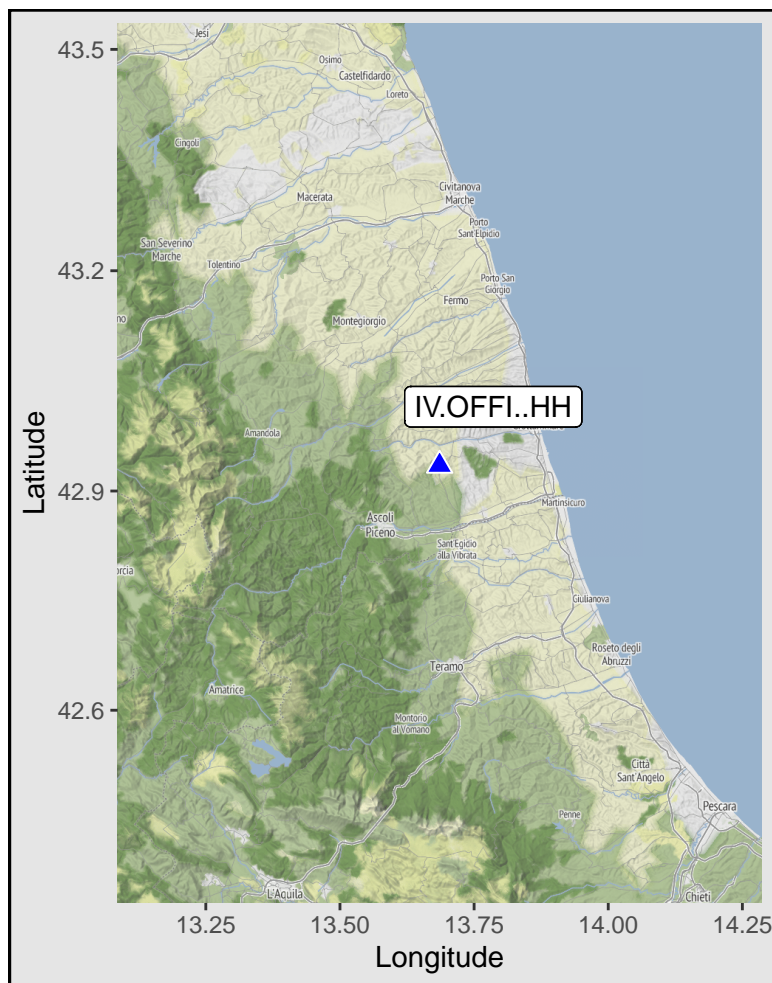 Jesi
43.5
Osimo
Castelfidardo
Loreto
Cingoli
Macerata
Civitanova
Marche
Porto
Sant Elpidio
San Severino
Marche
43.2
Tolentino
Porto San
Giorgio
Fermo
Montegiorgio
no
IV.OFFI..HH
Amandola
42.9
Martinsicuro
Ascoli
Piceno
Sant'Egidio
alla Vibrata
orcia
Giulianova
Roseto degli
Abruzzi
Teramo
42.6
Amatrice
Montorio
al Vomano
Città
Sant'Angelo
Pescara
Penne
L'Aquila
Chieti
13.25 13.50 13.75 14.00 14.25
Longitude
Latitude